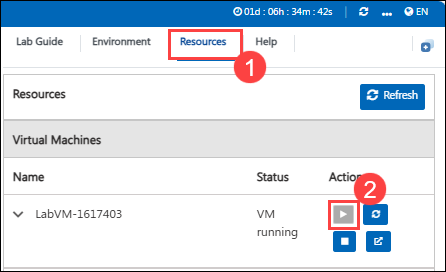 01d : 06h : 34m : 42s EN
Lab Guide Environment Resources Help
1
Resources Refresh
Virtual Machines
Name Status Action
2
LabVM-1617403 VM
running